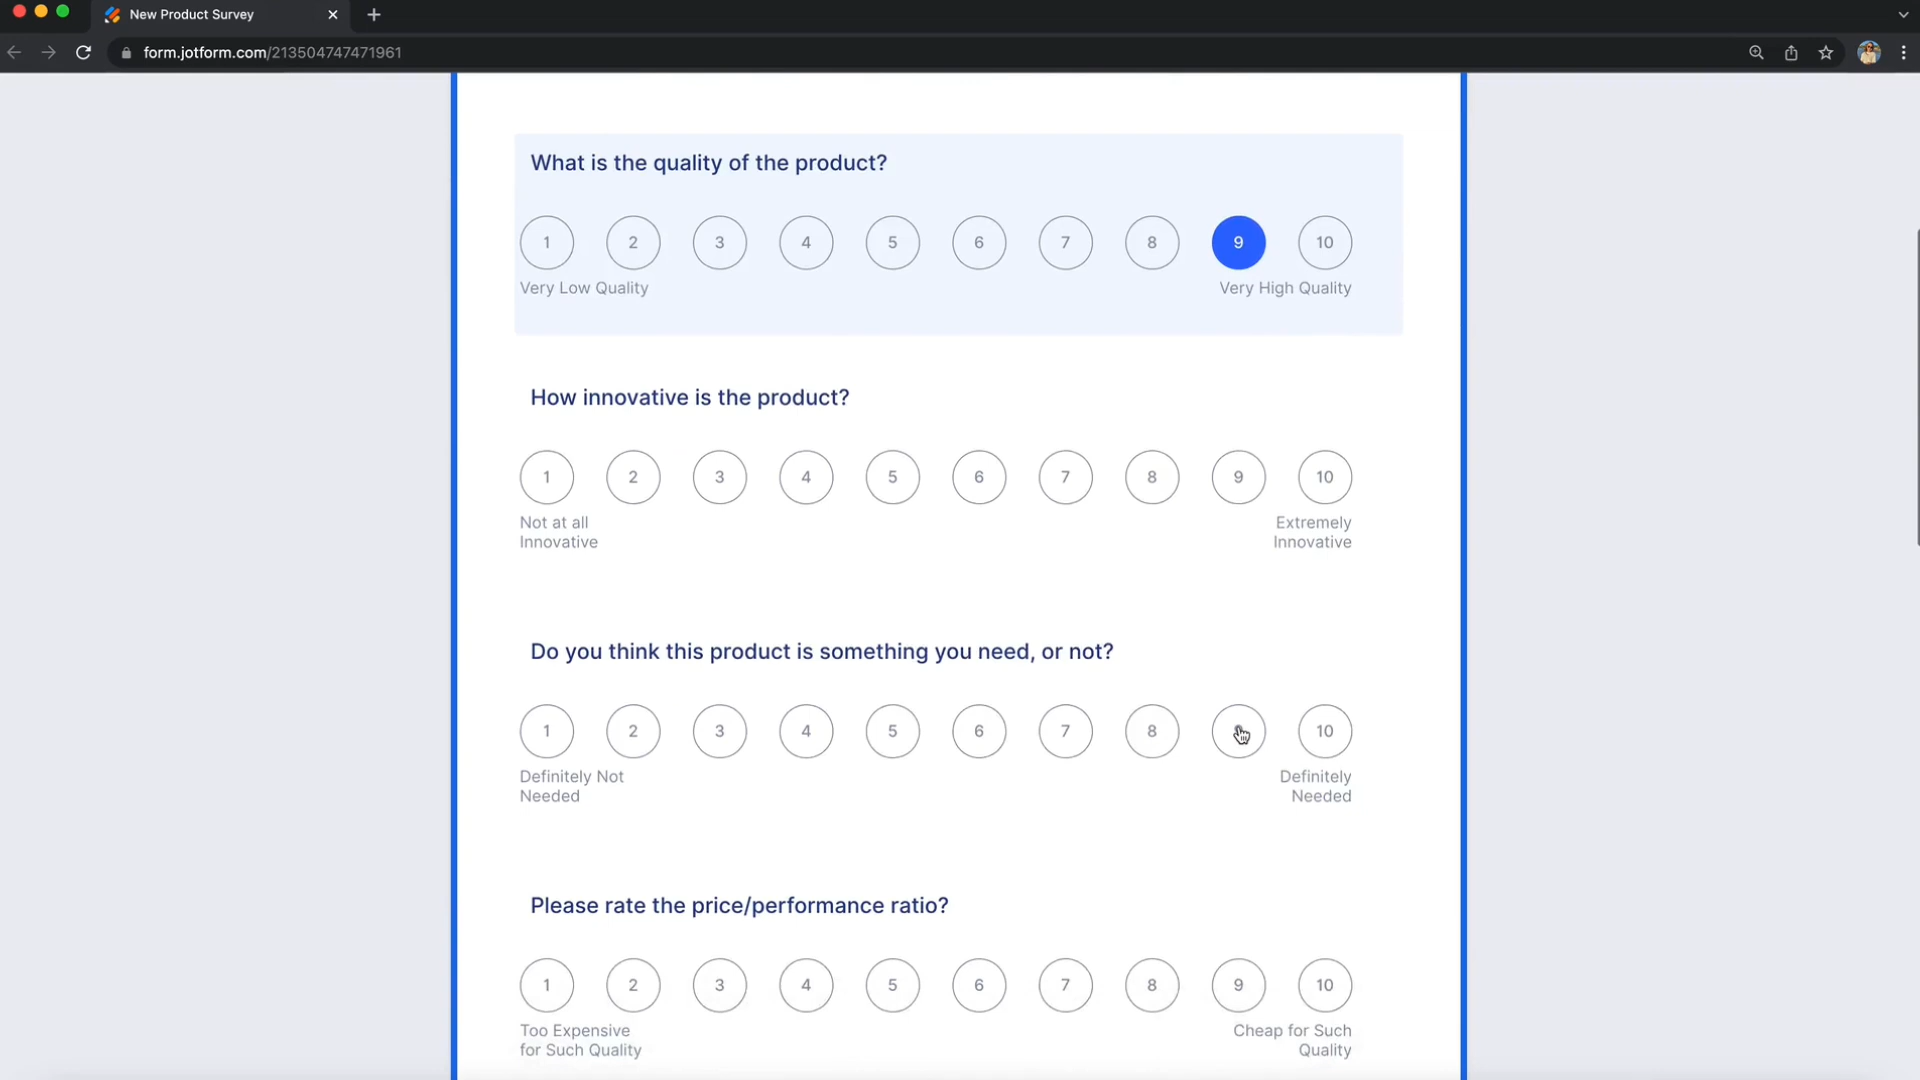 New Product Survey
form.jotform.com/213504747471961
What is the quality of the product?
1 2 3 4 5 6 7 8 9 10
Very Low Quality Very High Quality
How innovative is the product?
1 2 3 4 5 6 7 8 9 10
Not at all Extremely
Innovative Innovative
Do you think this product is something you need, or not?
1 2 3 4 5 6 7 8 10
Definitely Not Definitely
Needed Needed
Please rate the price/performance ratio?
1 2 3 4 5 6 7 8 9 10
Too Expensive Cheap for Such
for Such Quality Quality